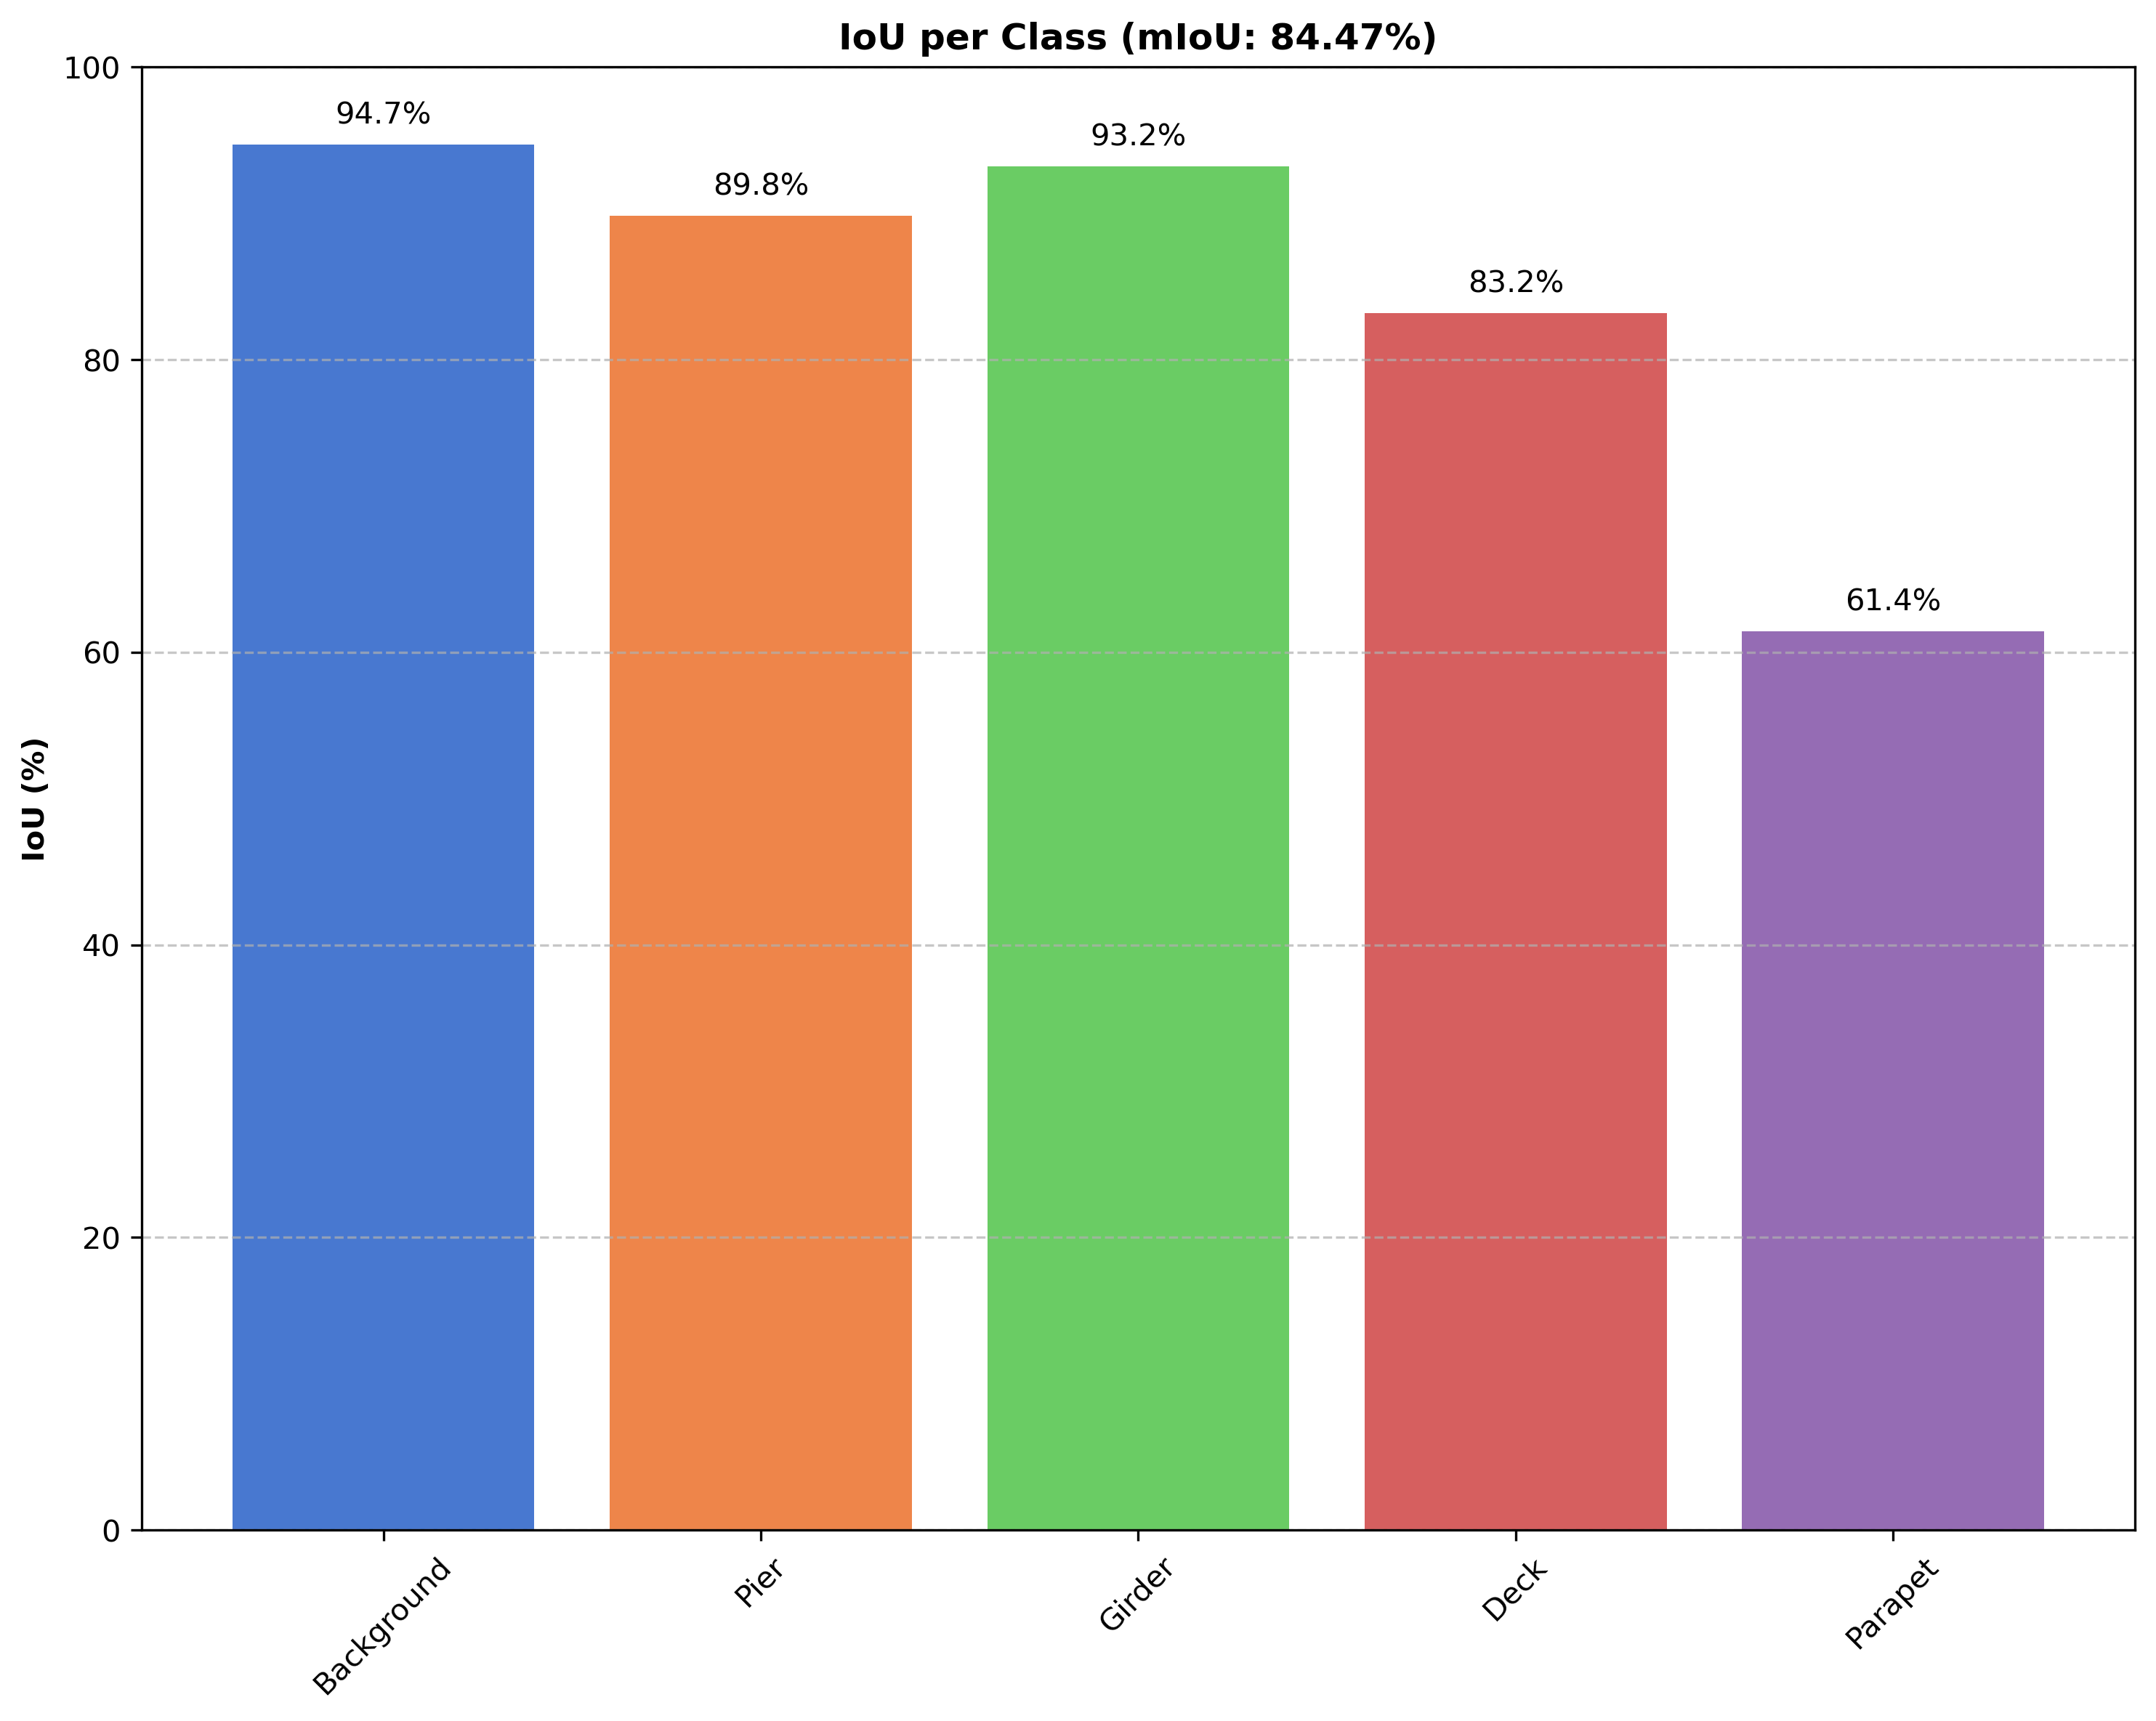 IoU per Class (mIoU: 84.47%)
100
80
60
40
20
0
IoU (%)
94.7%
89.8%
93.2%
83.2%
61.4%
Background
Pier
Girder
Deck
Parapet